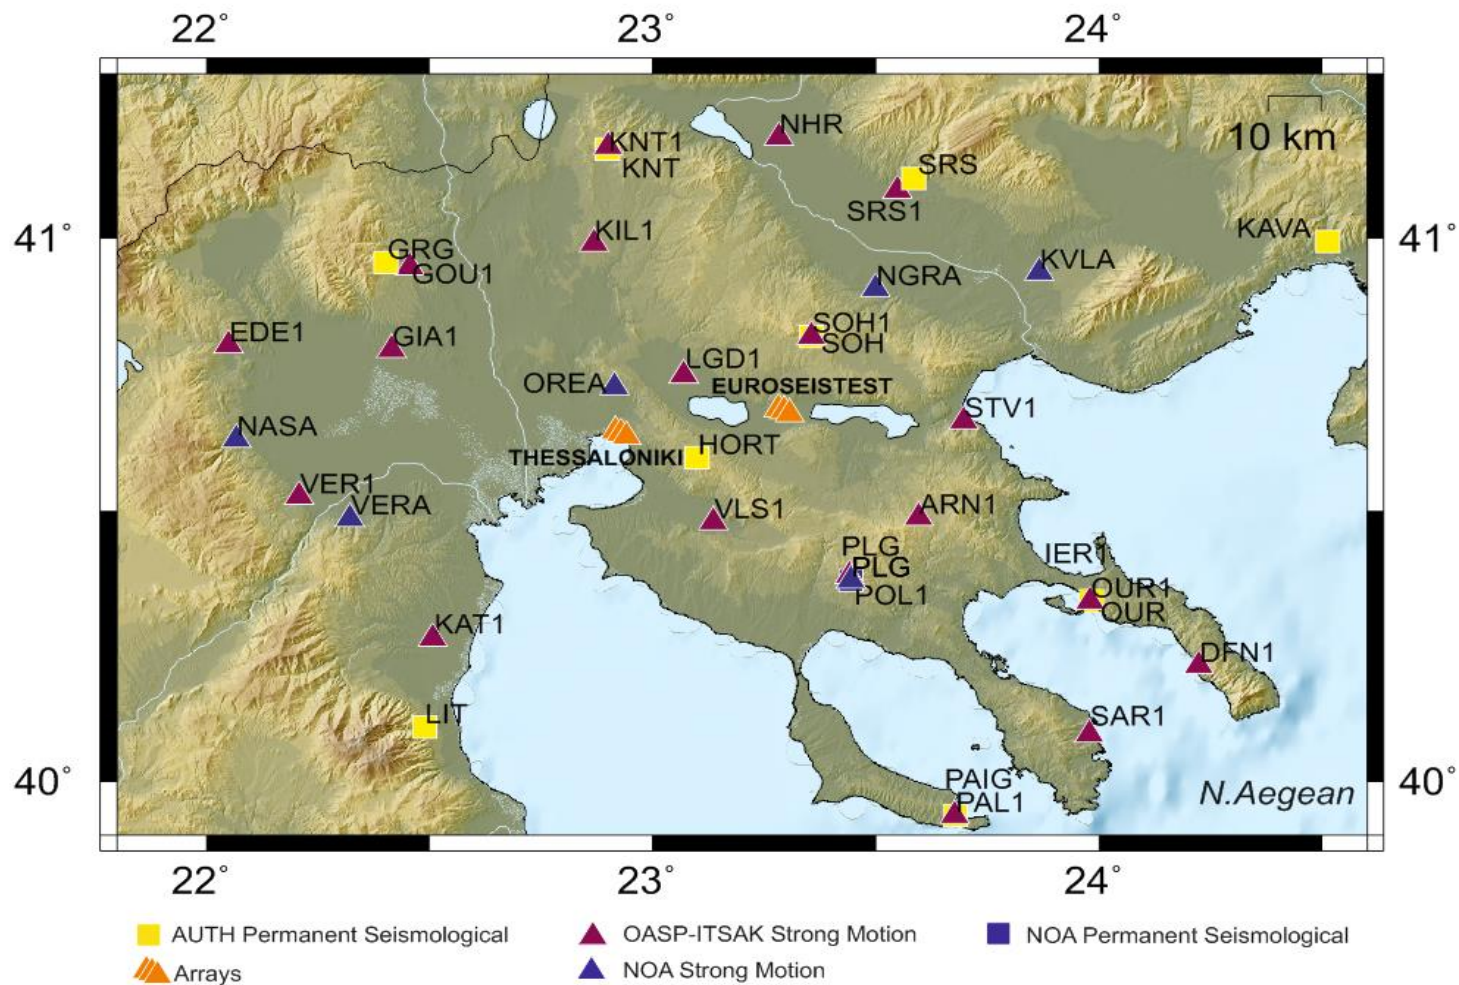 22° 23° 24°
NHR
10 km
KNT1
KNT
SRS
SRS1
41° KIL1 KAVA 41°
GRG
GOU1
KVLA
NGRA
EDE1
GIA1
SOH1
SOH
LGD1
OREA
EUROSEISTEST
STV1
NASA
HORT
THESSALONIKI
VER1
VERA
VLS1
ARN1
PLG
IER1
PLG
POL1
OUR1
OUR
KAT1
DFN1
LIT
SAR1
PAIG
40° 40°
N.Aegean
PAL1
22° 23° 24°
AUTH Permanent Seismological OASP-ITSAK Strong Motion NOA Permanent Seismological
Arrays NOA Strong Motion